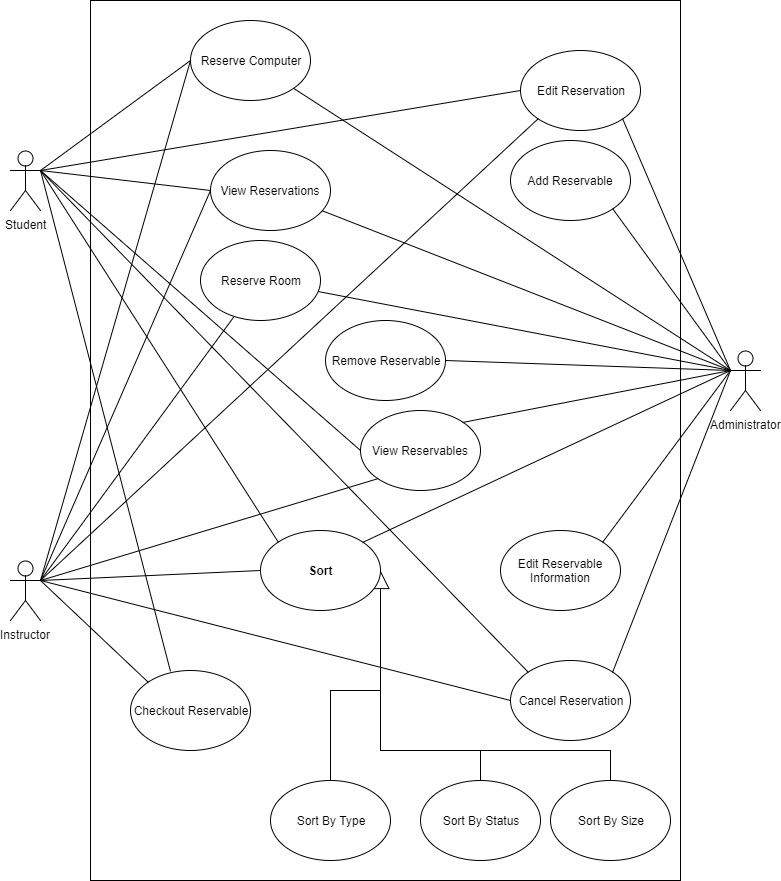 Reserve Computer
Edit Reservation
Add Reservable
View Reservations
Student
Reserve Room
Remove Reservable
Administrator
View Reservables
Sort
Edit Reservable
Information
Instructor
Cancel Reservation
Checkout Reservable
Sort By Type
Sort By Status
Sort By Size